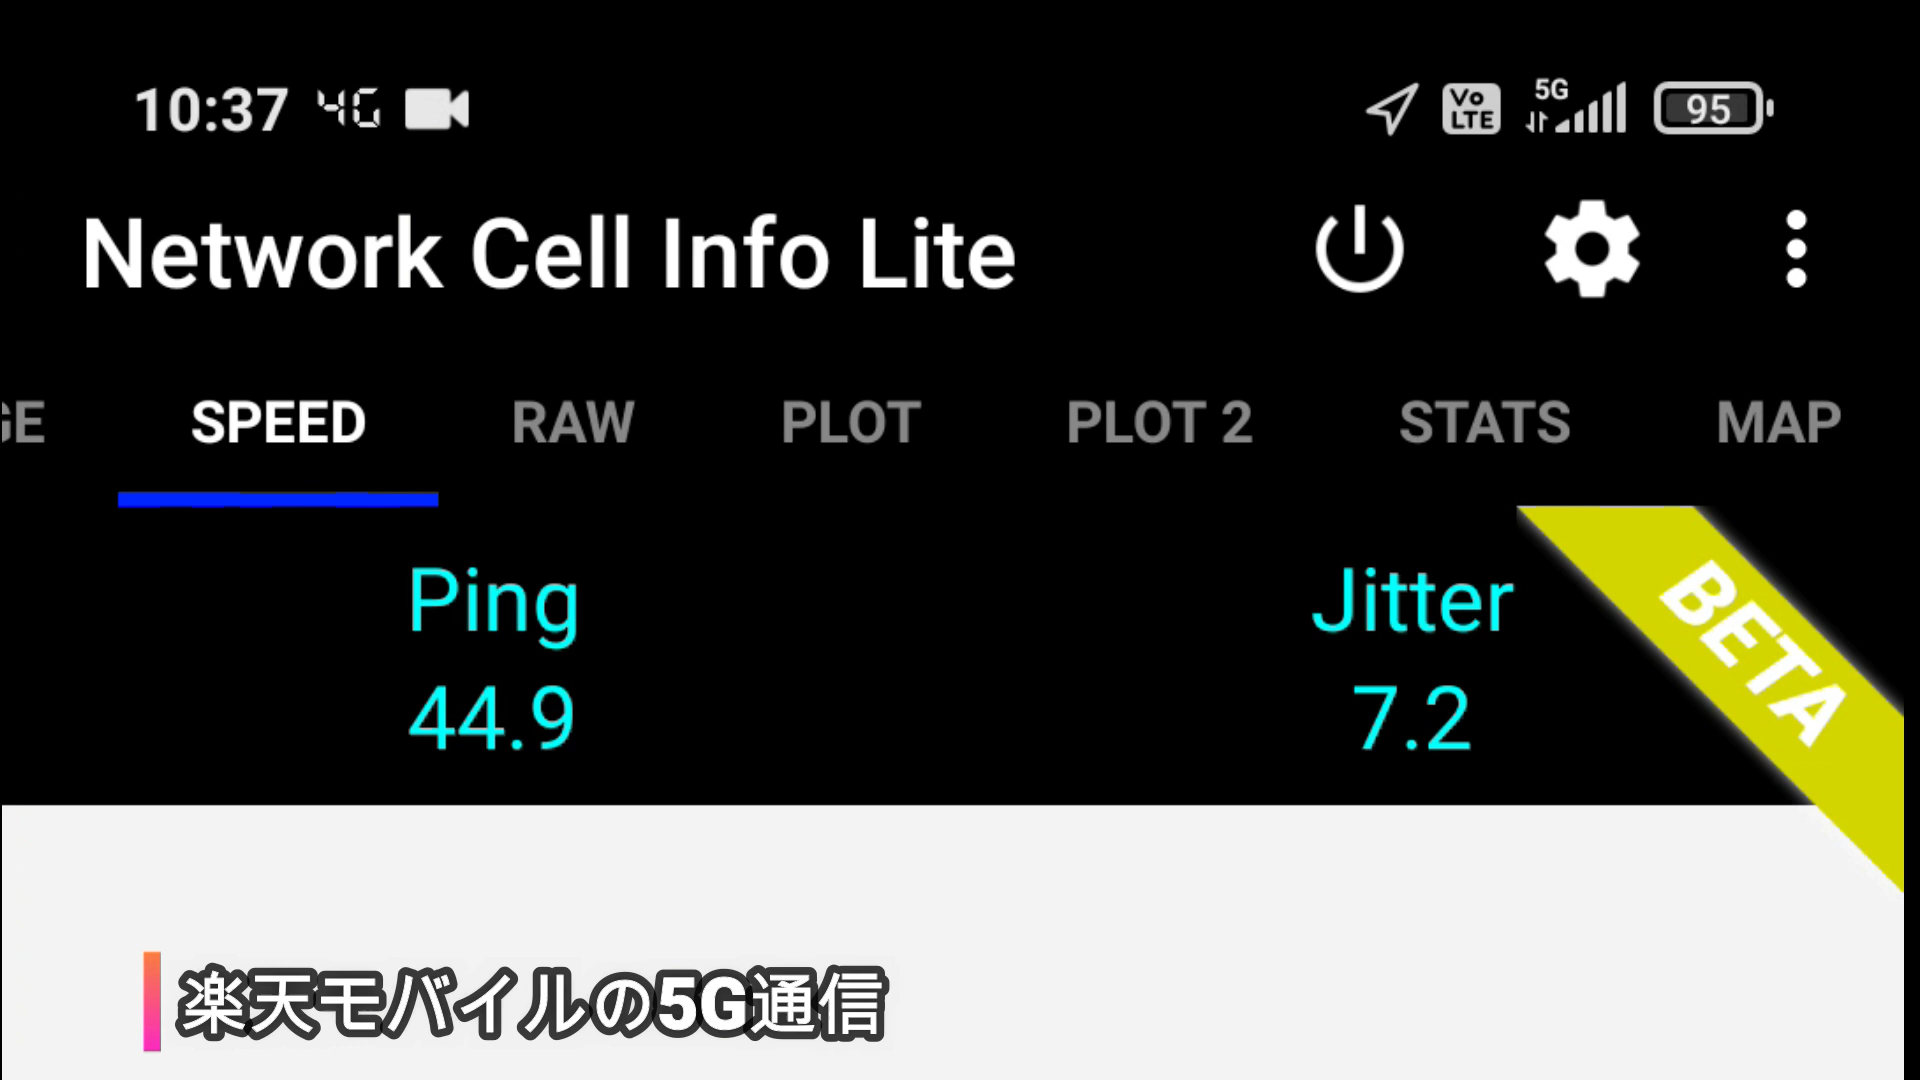 10:37 4G Vo LTE 5G 95
Network Cell Info Lite
GE SPEED RAW PLOT PLOT 2 STATS MAP
Ping Jitter
44.9 7.2
BETA
楽天モバイルの5G通信